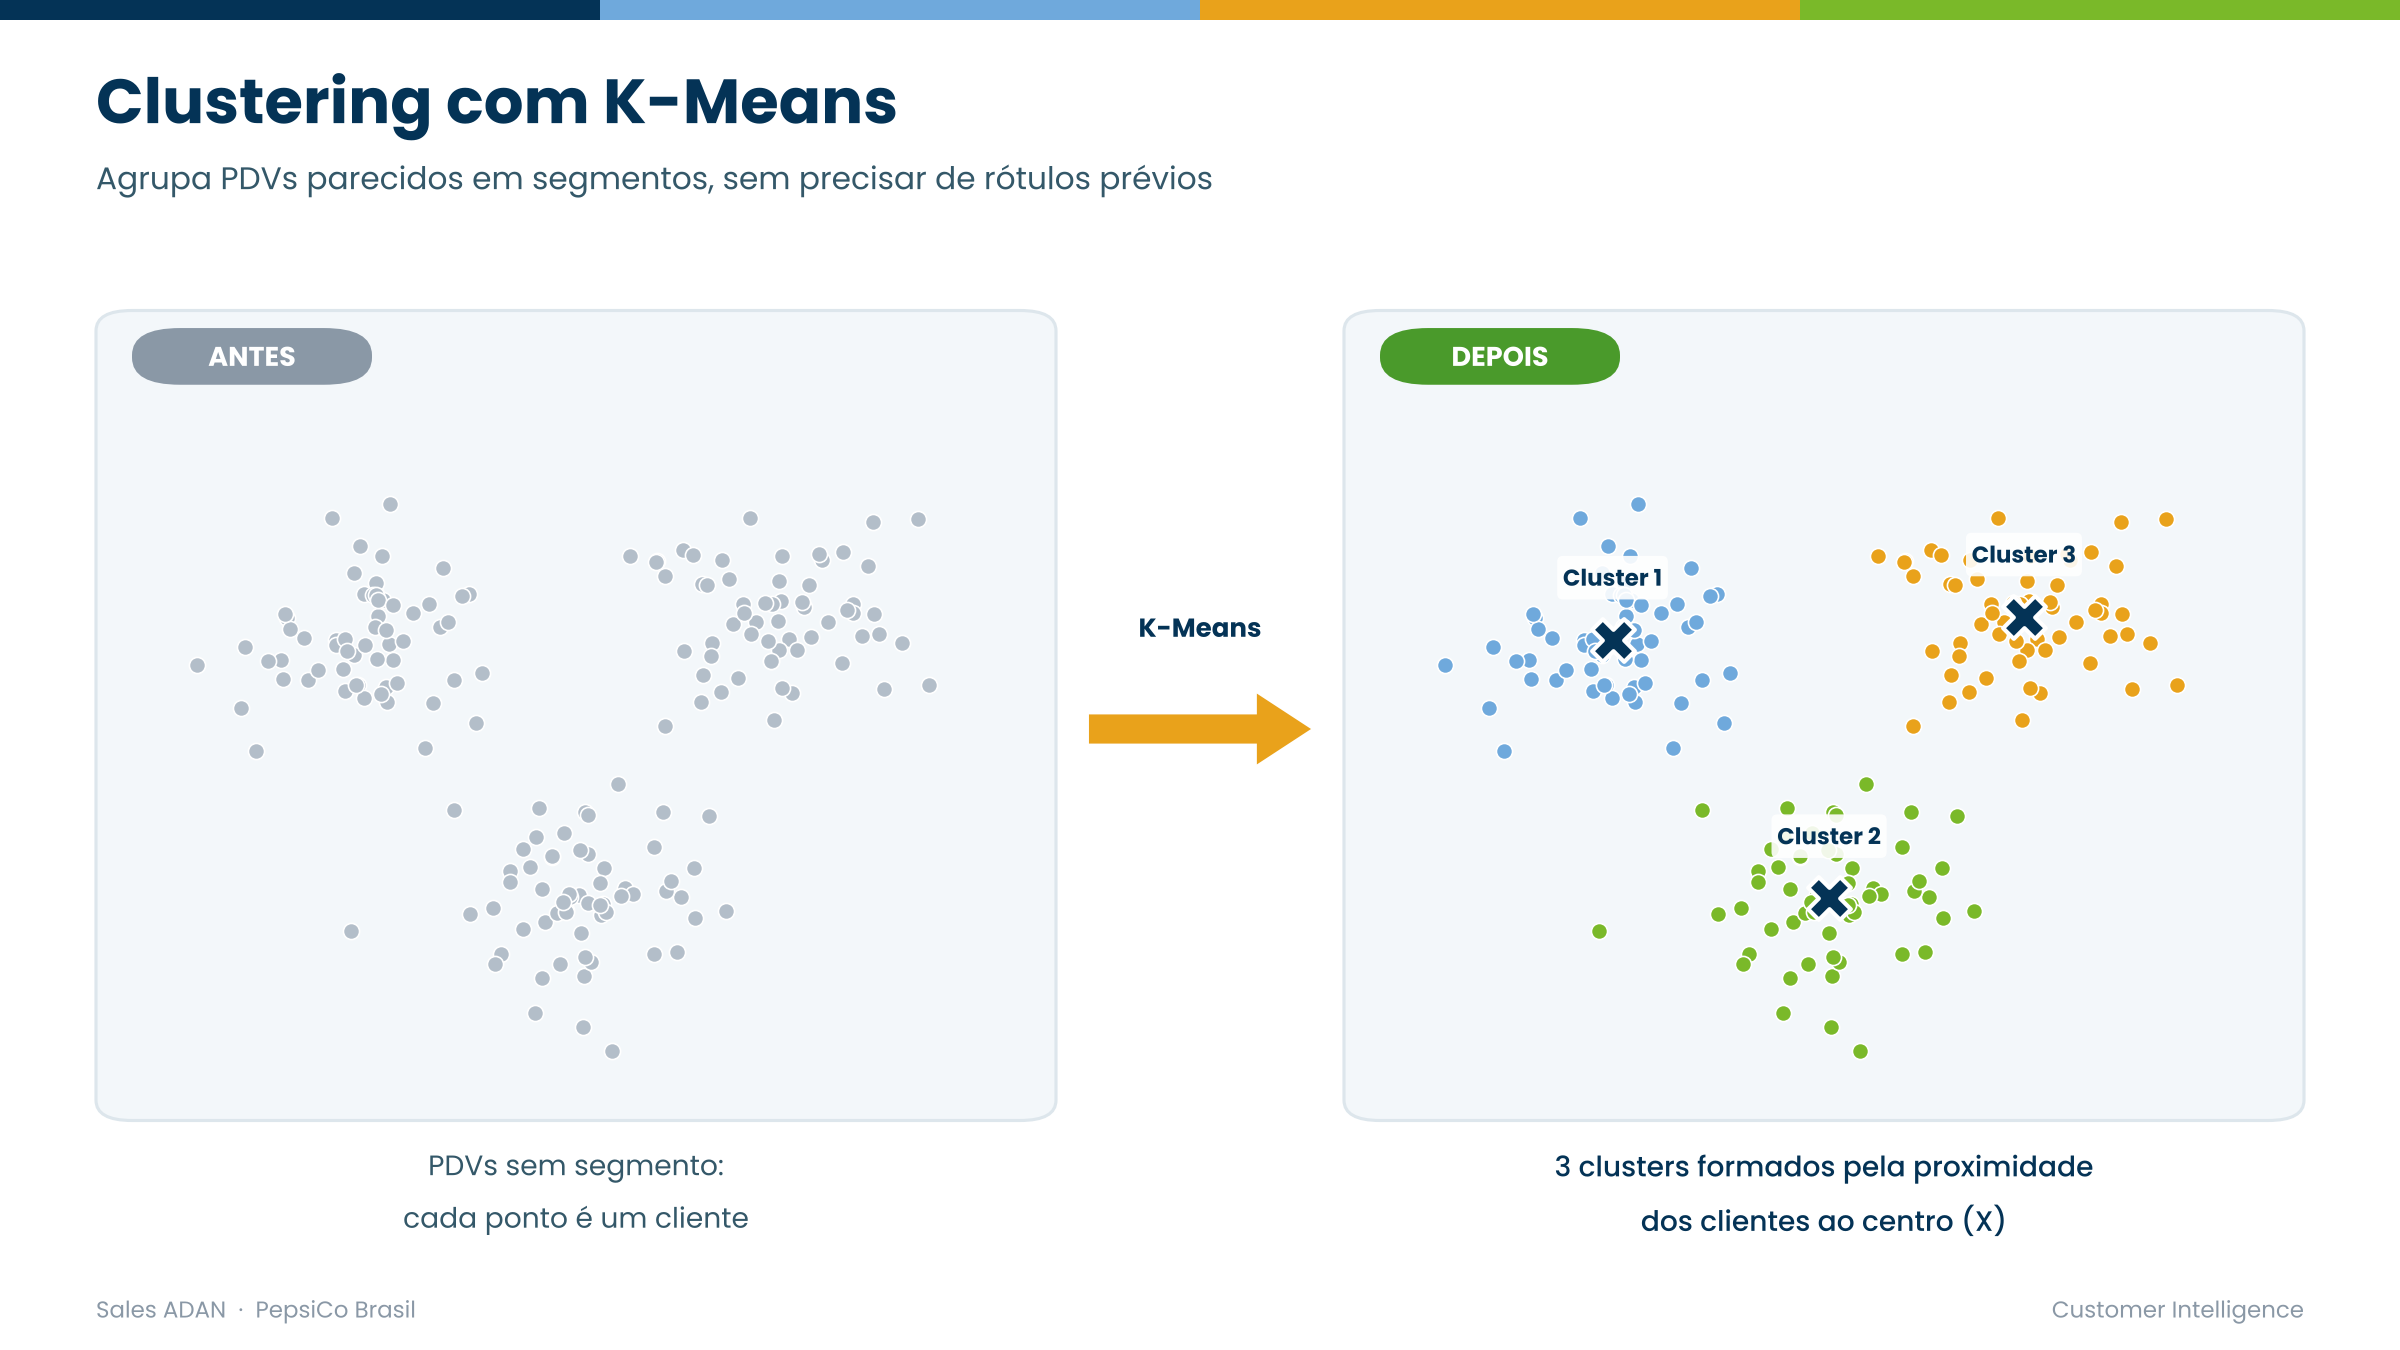 Clustering com K-Means
Agrupa PDVs parecidos em segmentos, sem precisar de rótulos prévios
ANTES
K-Means
DEPOIS
Cluster 1
Cluster 3
Cluster 2
PDVs sem segmento:
cada ponto é um cliente
3 clusters formados pela proximidade
dos clientes ao centro (X)
Sales ADAN · PepsiCo Brasil
Customer Intelligence